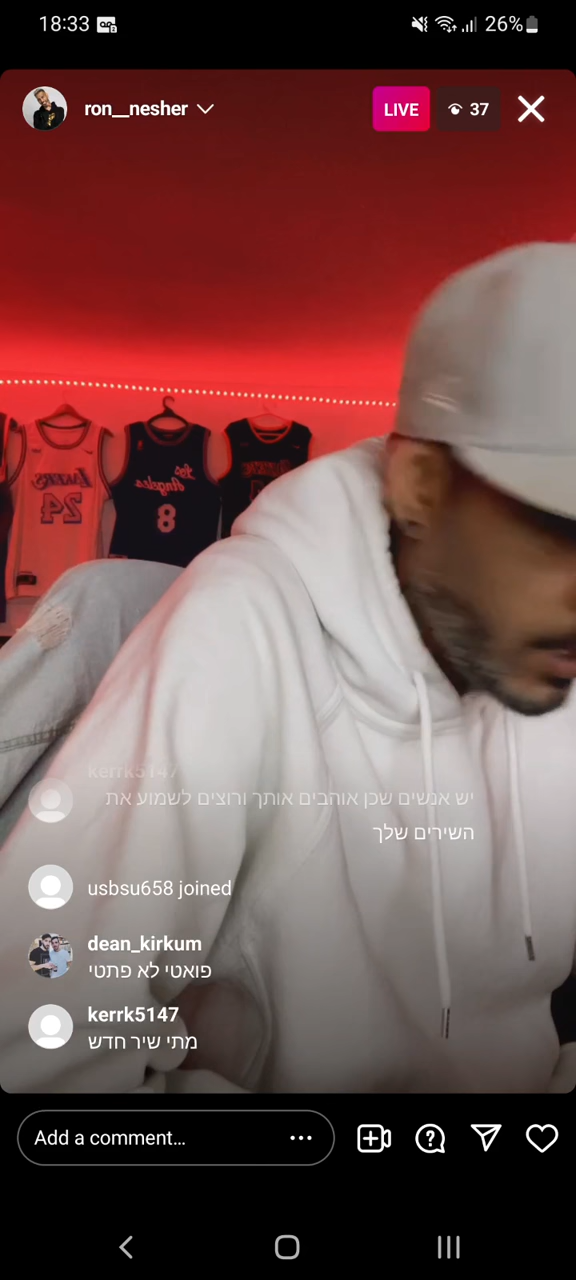 18:33
26%
ron__nesher
LIVE
37
LAKERS
24
Los
Angeles
8
kerrk5147
יש אנשים שכן אוהבים אותך ורוצים לשמוע את
השירים שלך
usbsu658 joined
dean_kirkum
פואטי לא פתטי
kerrk5147
מתי שיר חדש
Add a comment…